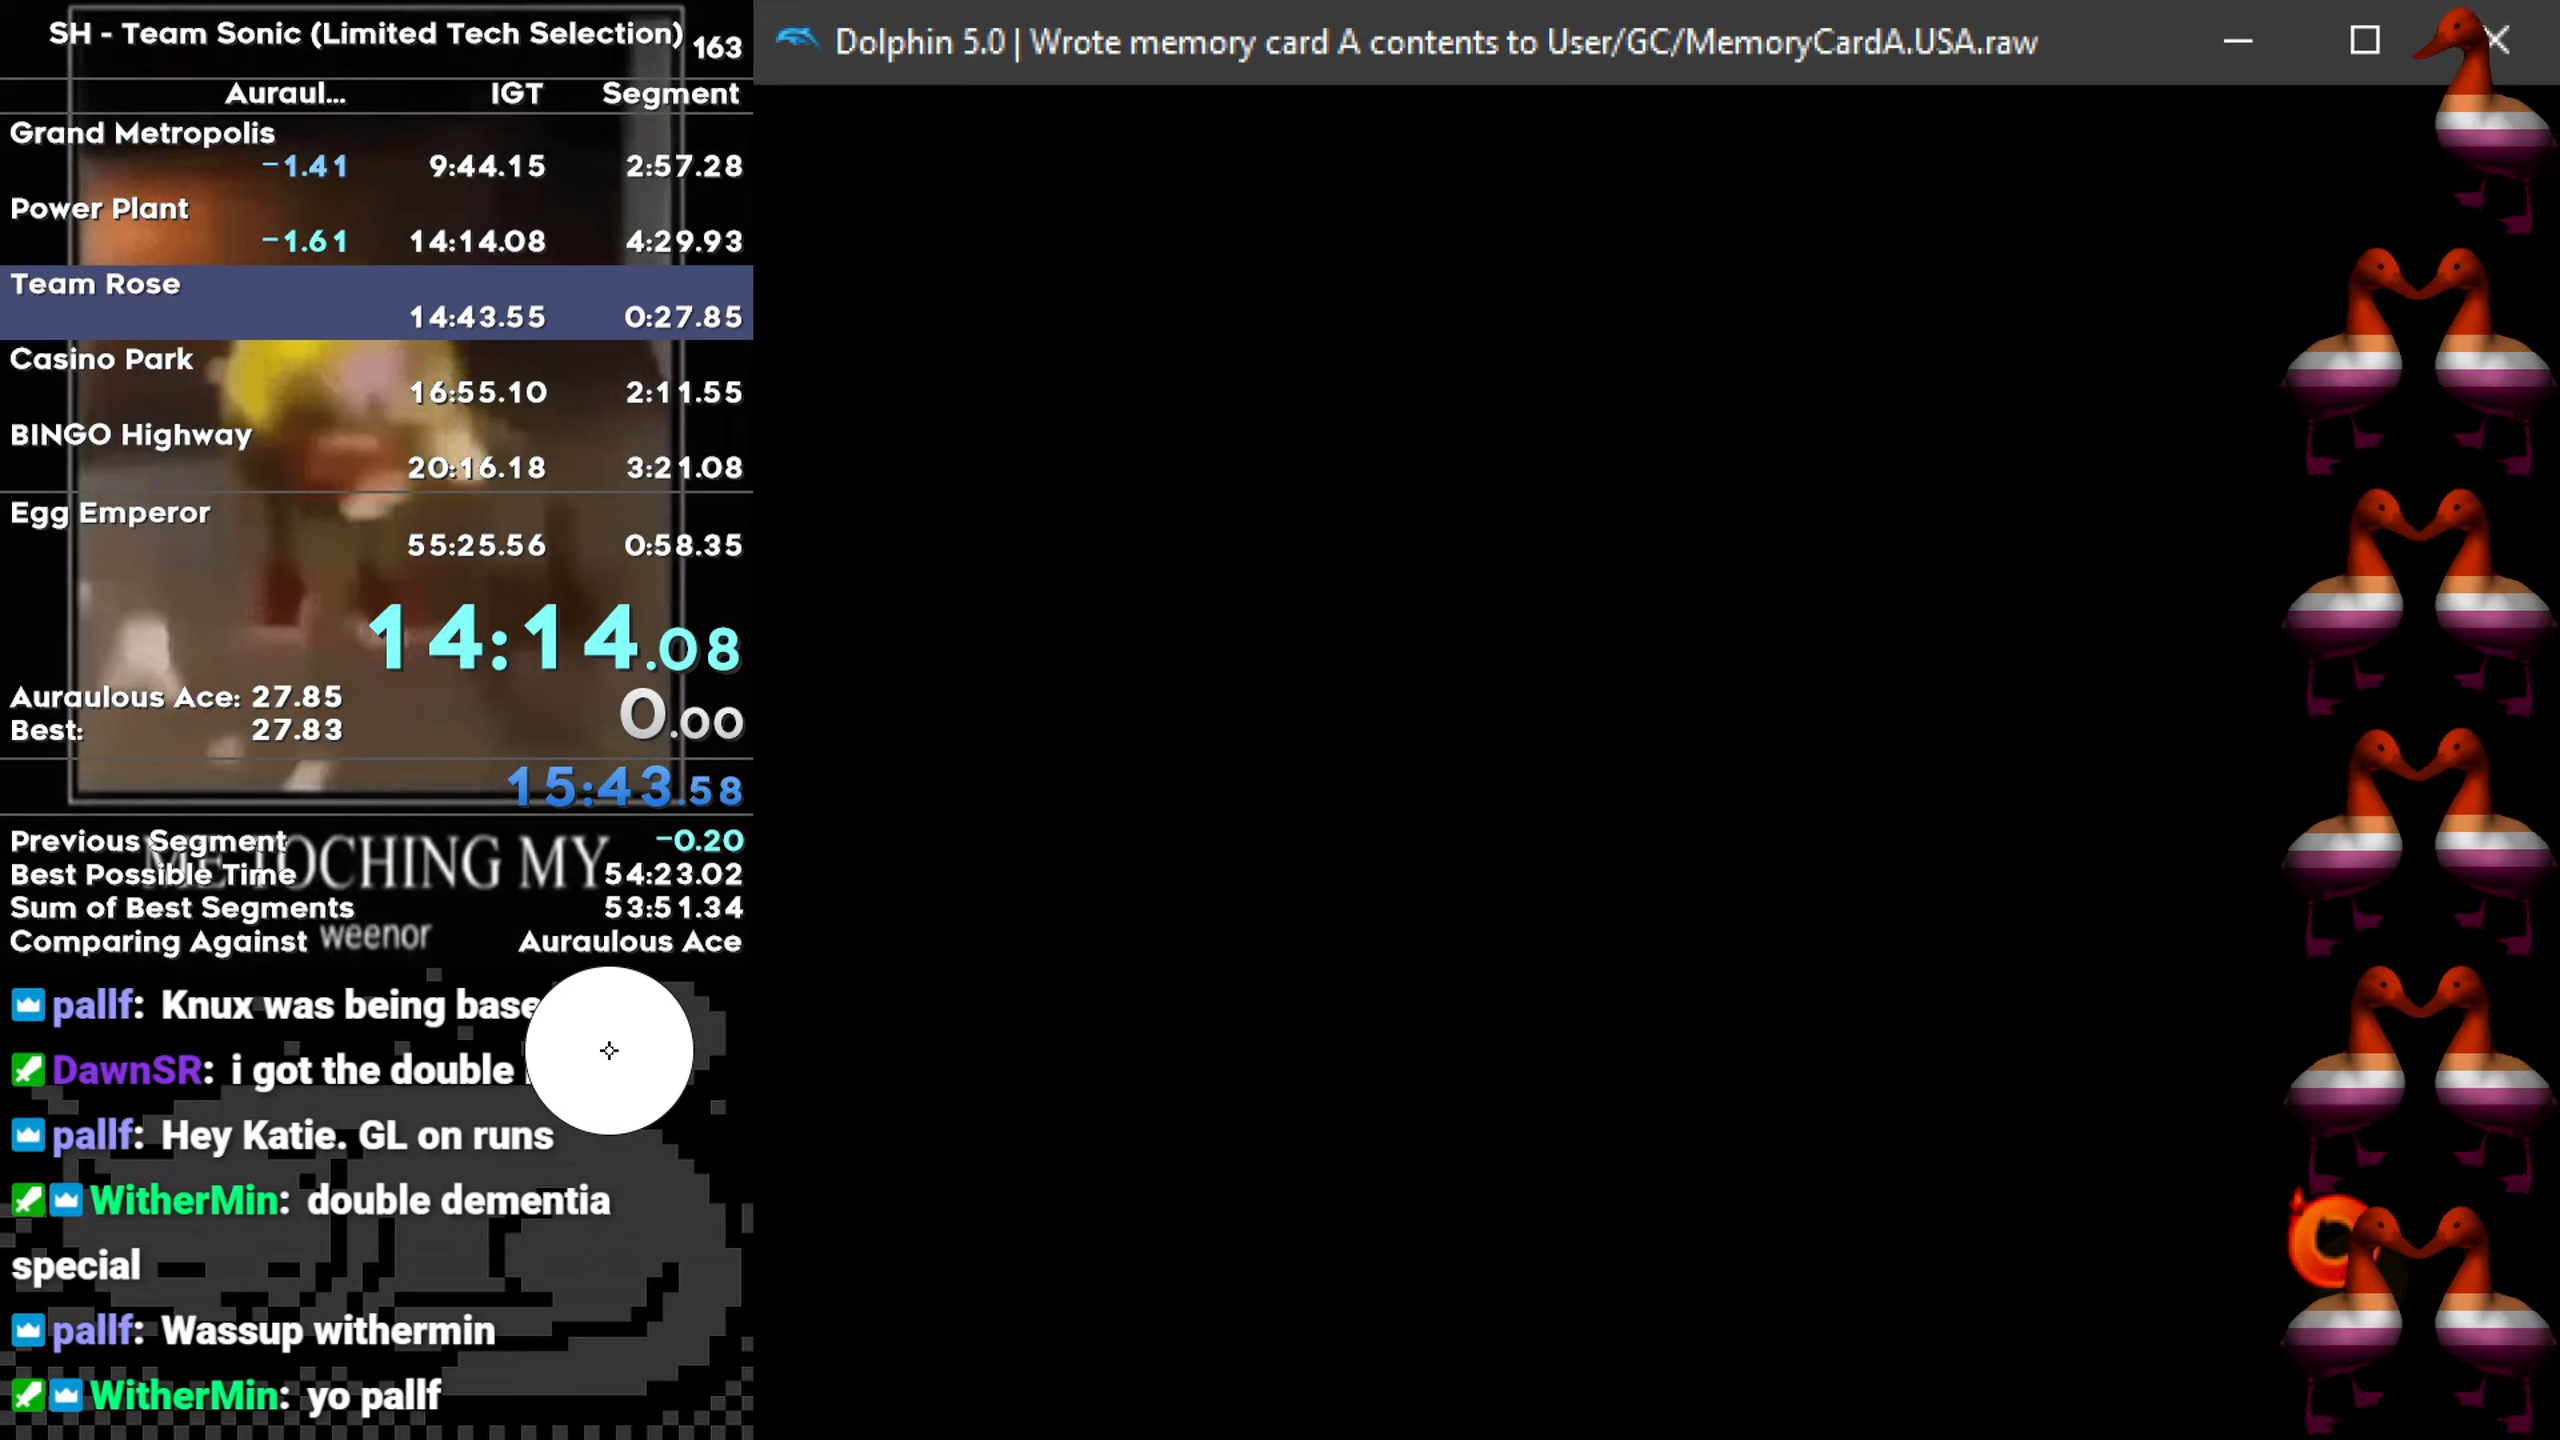 SH - Team Sonic (Limited Tech Selection) 163
Auraul... IGT Segment
Grand Metropolis
−1.41 9:44.15 2:57.28
Power Plant
−1.61 14:14.08 4:29.93
Team Rose
14:43.55 0:27.85
Casino Park
16:55.10 2:11.55
BINGO Highway
20:16.18 3:21.08
Egg Emperor
55:25.56 0:58.35
14:14.08
Auraulous Ace: 27.85
Best: 27.83
0.00
15:43.58
Previous Segment −0.20
ME TOCHING MY
Best Possible Time 54:23.02
Sum of Best Segments 53:51.34
weenor
Comparing Against Auraulous Ace
pallf: Knux was being base
DawnSR: i got the double
pallf: Hey Katie. GL on runs
WitherMin: double dementia
special
pallf: Wassup withermin
WitherMin: yo pallf
Dolphin 5.0 | Wrote memory card A contents to User/GC/MemoryCardA.USA.raw